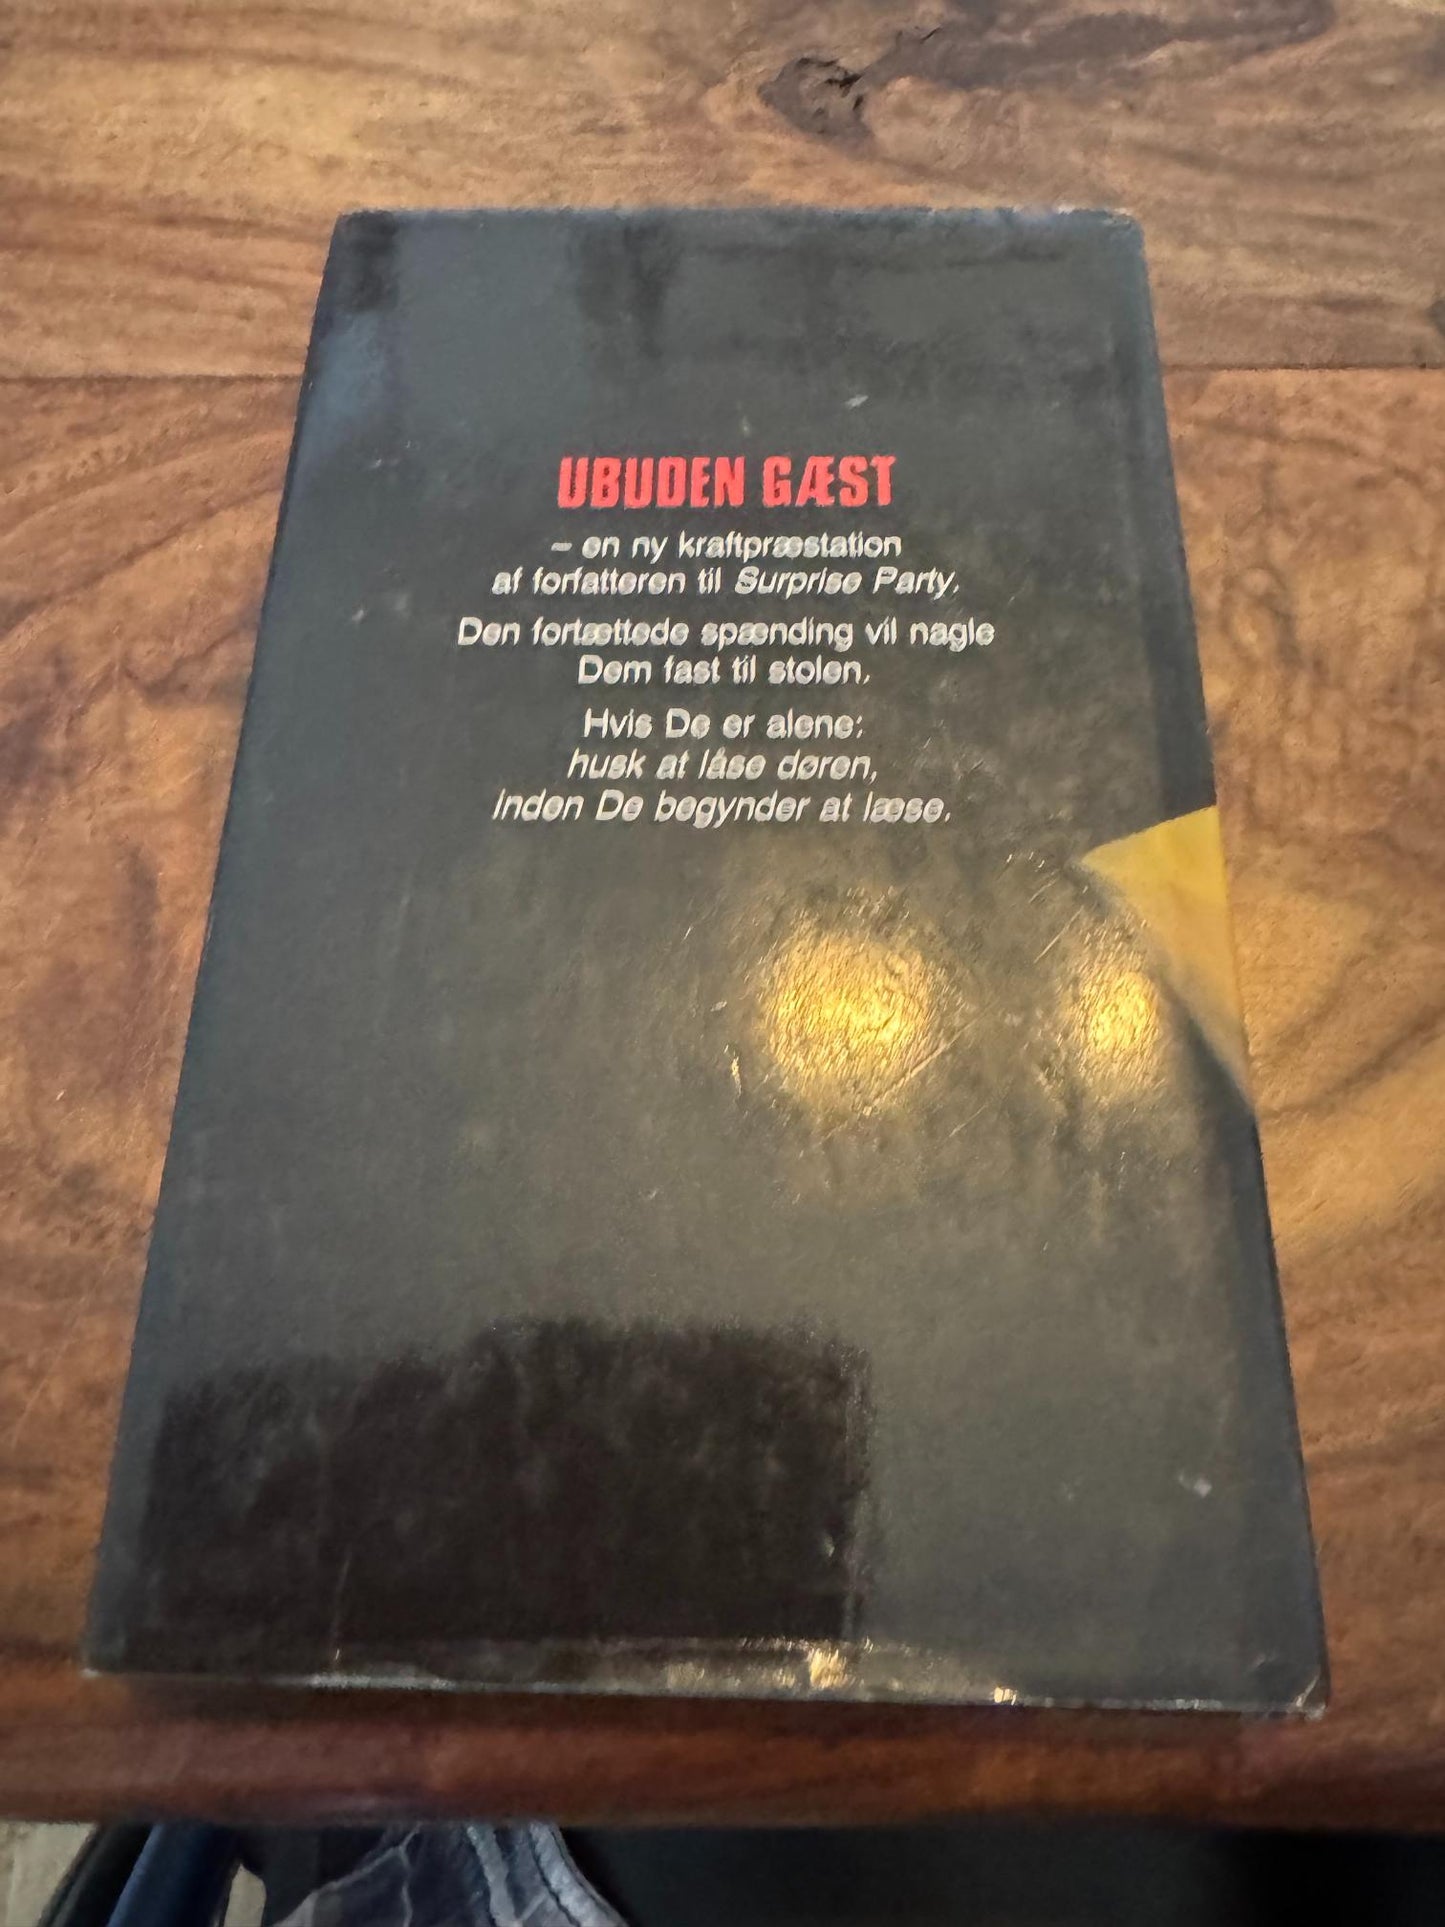 UBUDEN GÆST
– en ny kraftpræstation
af forfatteren til Surprise Party.
Den fortættede spænding vil nagle
Dem fast til stolen.
Hvis De er alene:
husk at låse døren,
inden De begynder at læse.